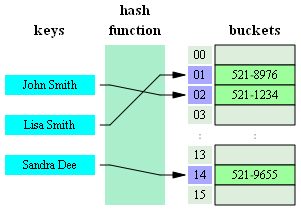 keys
hash
function
buckets
00
John Smith
01 521-8976
02 521-1234
Lisa Smith
03
: :
13
Sandra Dee
14 521-9655
15